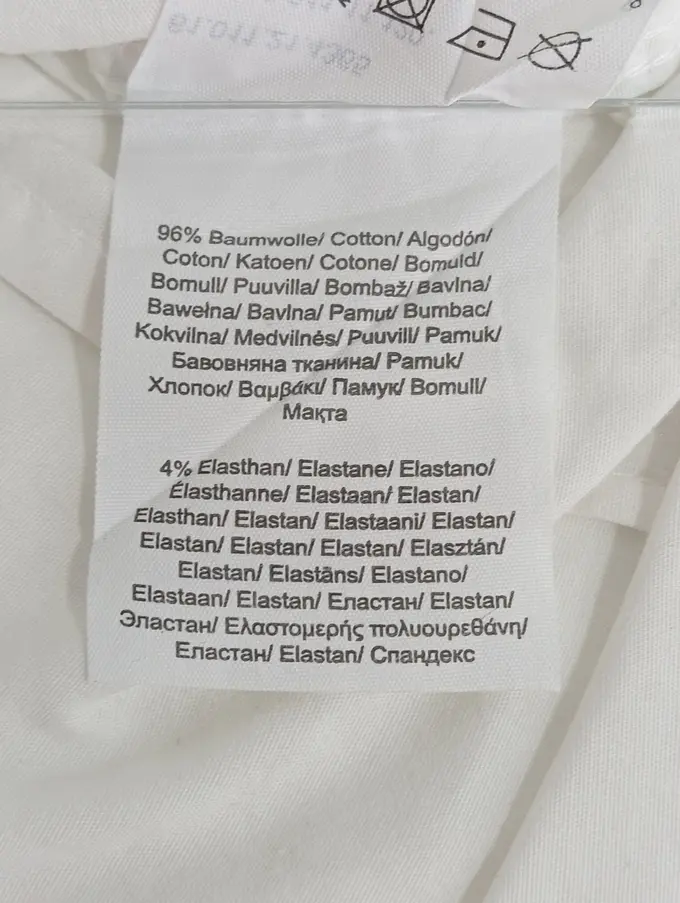 96% Baumwolle/ Cotton/ Algodón/
Coton/ Katoen/ Cotone/ Bomuld/
Bomull/ Puuvilla/ Bombaž/ Bavlna/
Bawełna/ Bavlna/ Pamut/ Bumbac/
Kokvilna/ Medvilnės/ Puuvill/ Pamuk/
Бавовняна тканина/ Pamuk/
Хлопок/ Βαμβάκι/ Памук/ Bomull/
Мақта
4% Elasthan/ Elastane/ Elastano/
Élasthanne/ Elastaan/ Elastan/
Elasthan/ Elastan/ Elastaani/ Elastan/
Elastan/ Elastan/ Elastan/ Elasztán/
Elastan/ Elastāns/ Elastano/
Elastaan/ Elastan/ Еластан/ Elastan/
Эластан/ Ελαστομερής πολυουρεθάνη/
Еластан/ Elastan/ Спандекс